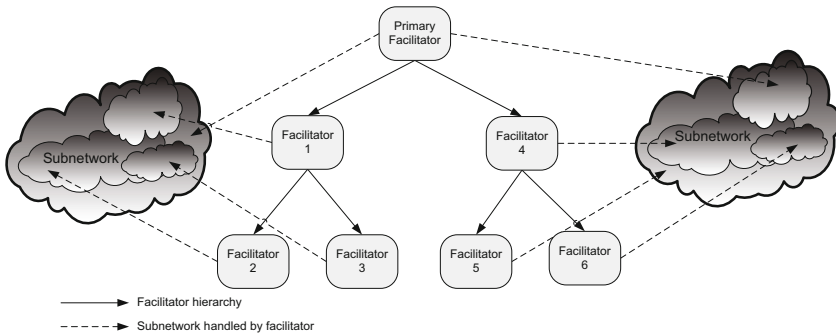 Primary
Facilitator
Facilitator
1
Facilitator
4
Subnetwork
Subnetwork
Facilitator
2
Facilitator
3
Facilitator
5
Facilitator
6
Facilitator hierarchy
Subnetwork handled by facilitator